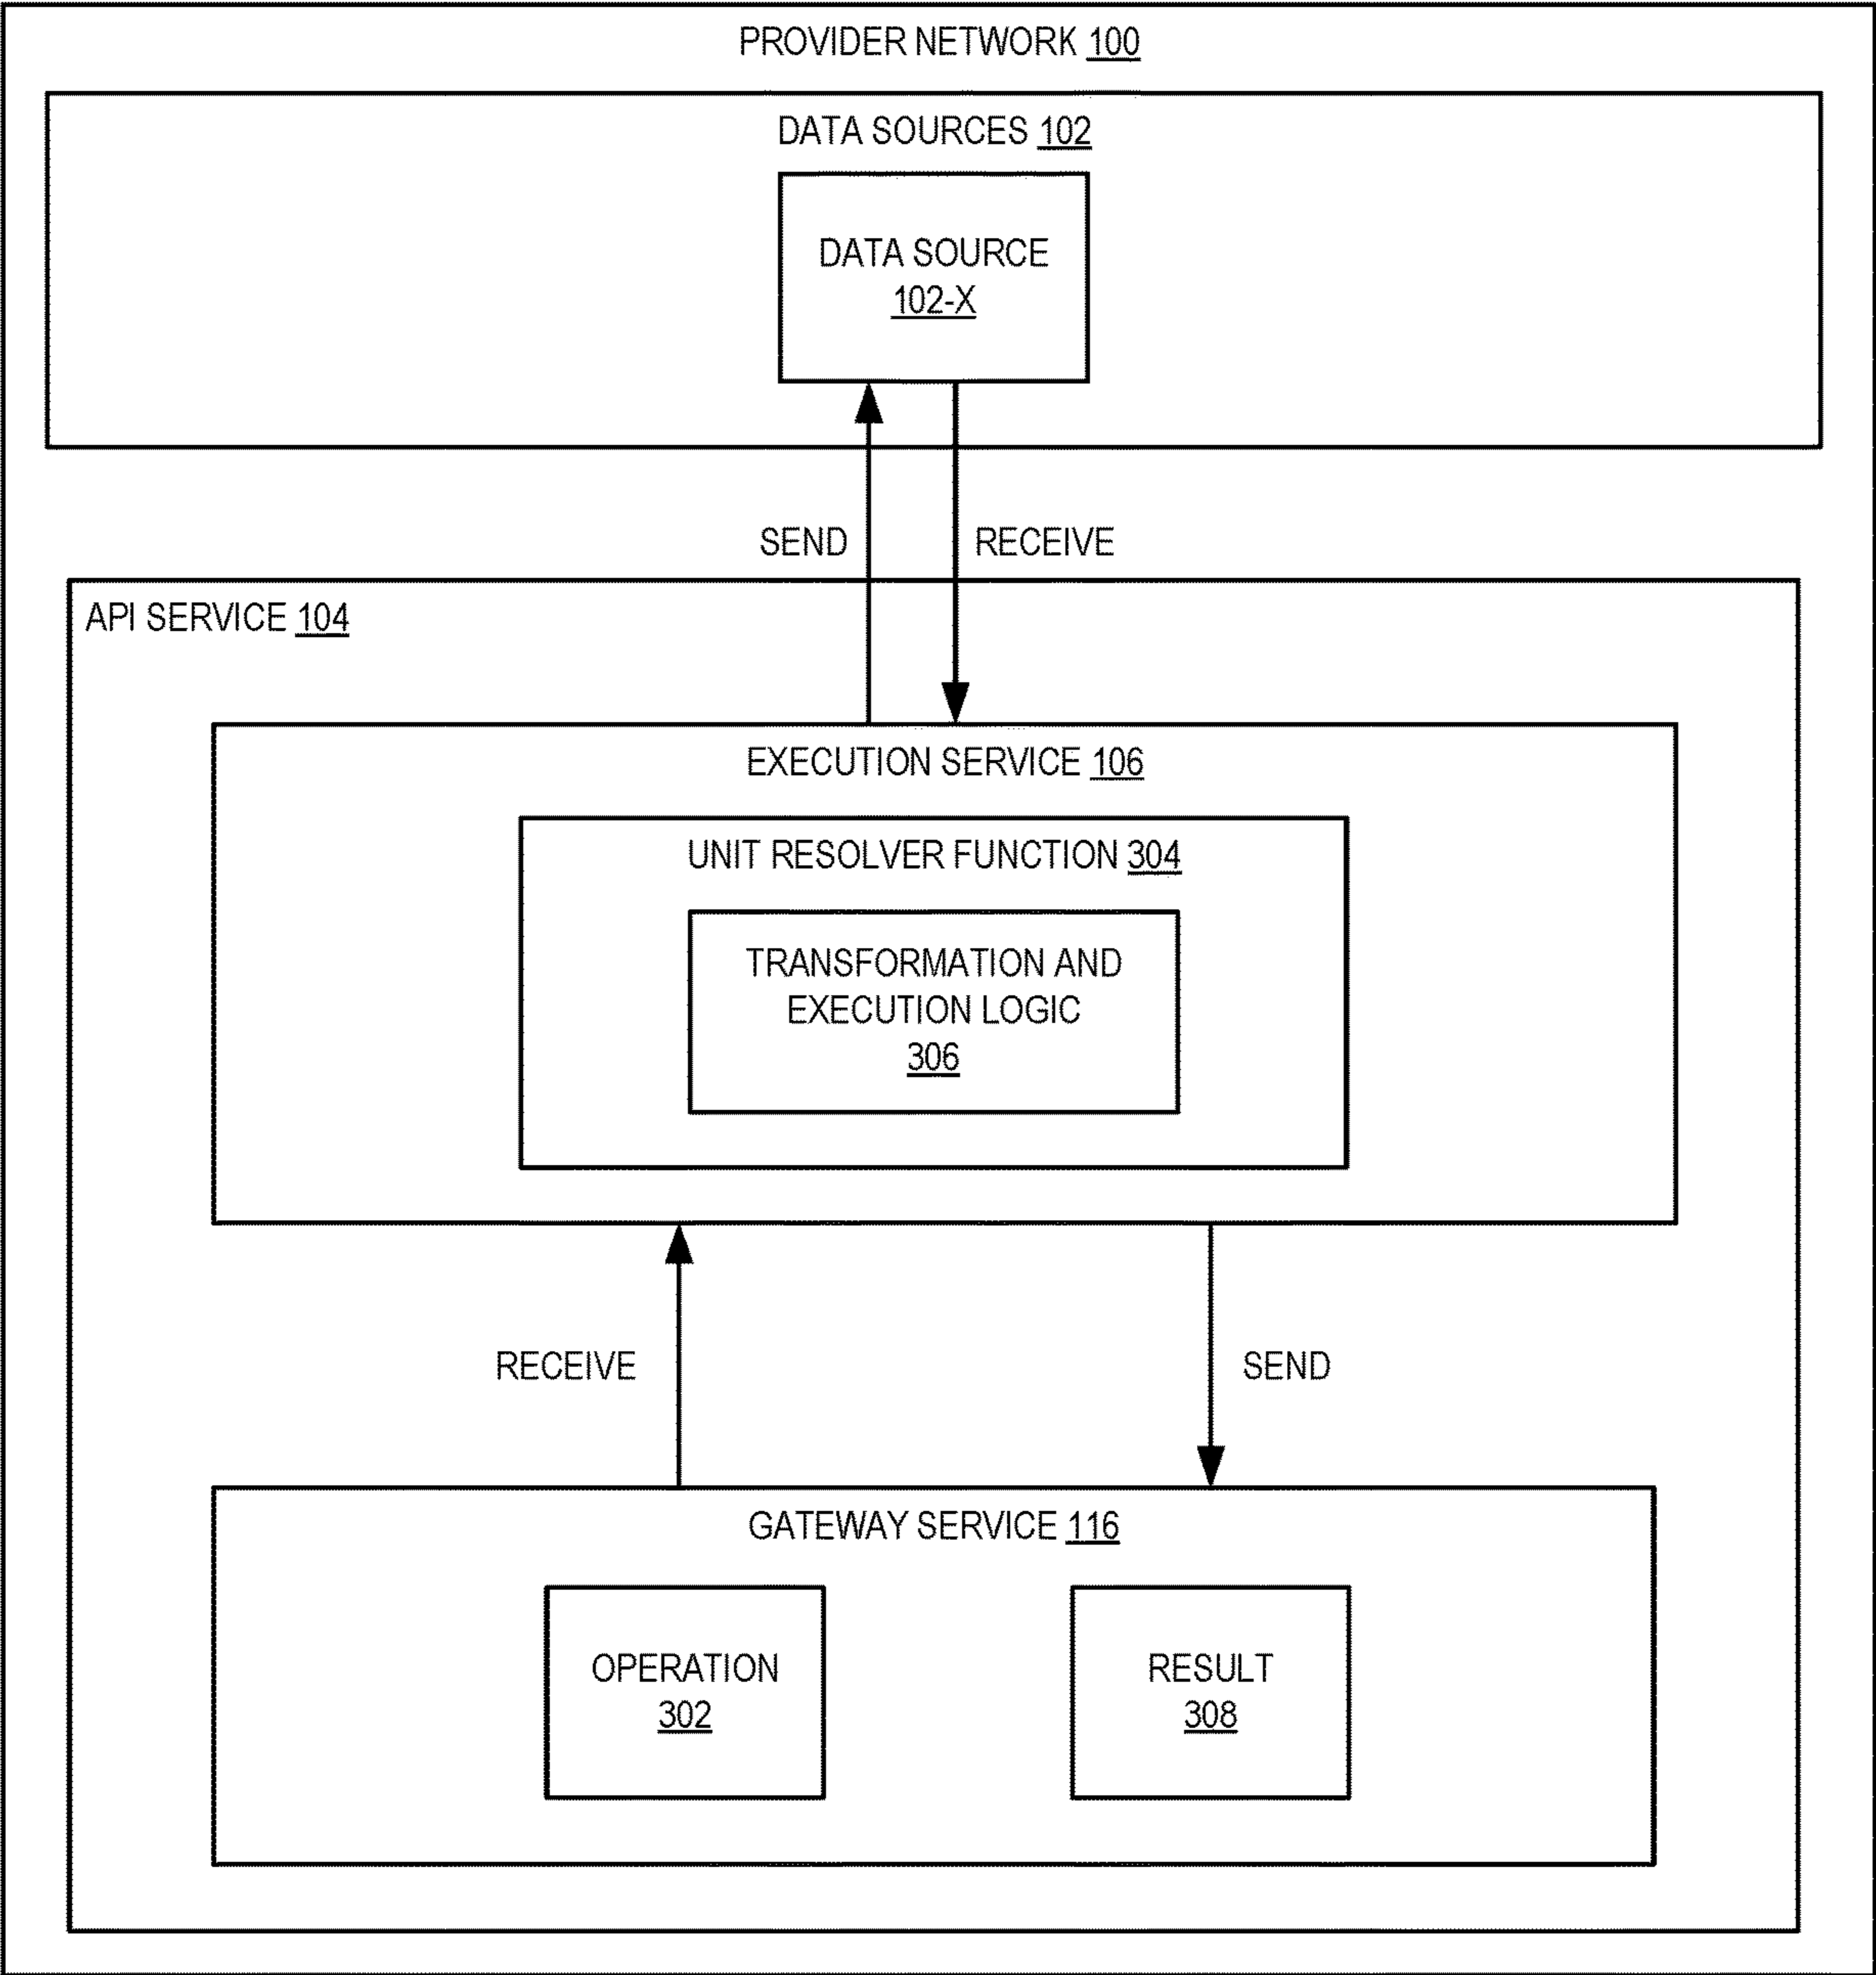 PROVIDER NETWORK 100
DATA SOURCES 102
DATA SOURCE
102-X
SEND
RECEIVE
API SERVICE 104
EXECUTION SERVICE 106
UNIT RESOLVER FUNCTION 304
TRANSFORMATION AND
EXECUTION LOGIC
306
RECEIVE
SEND
GATEWAY SERVICE 116
OPERATION
302
RESULT
308